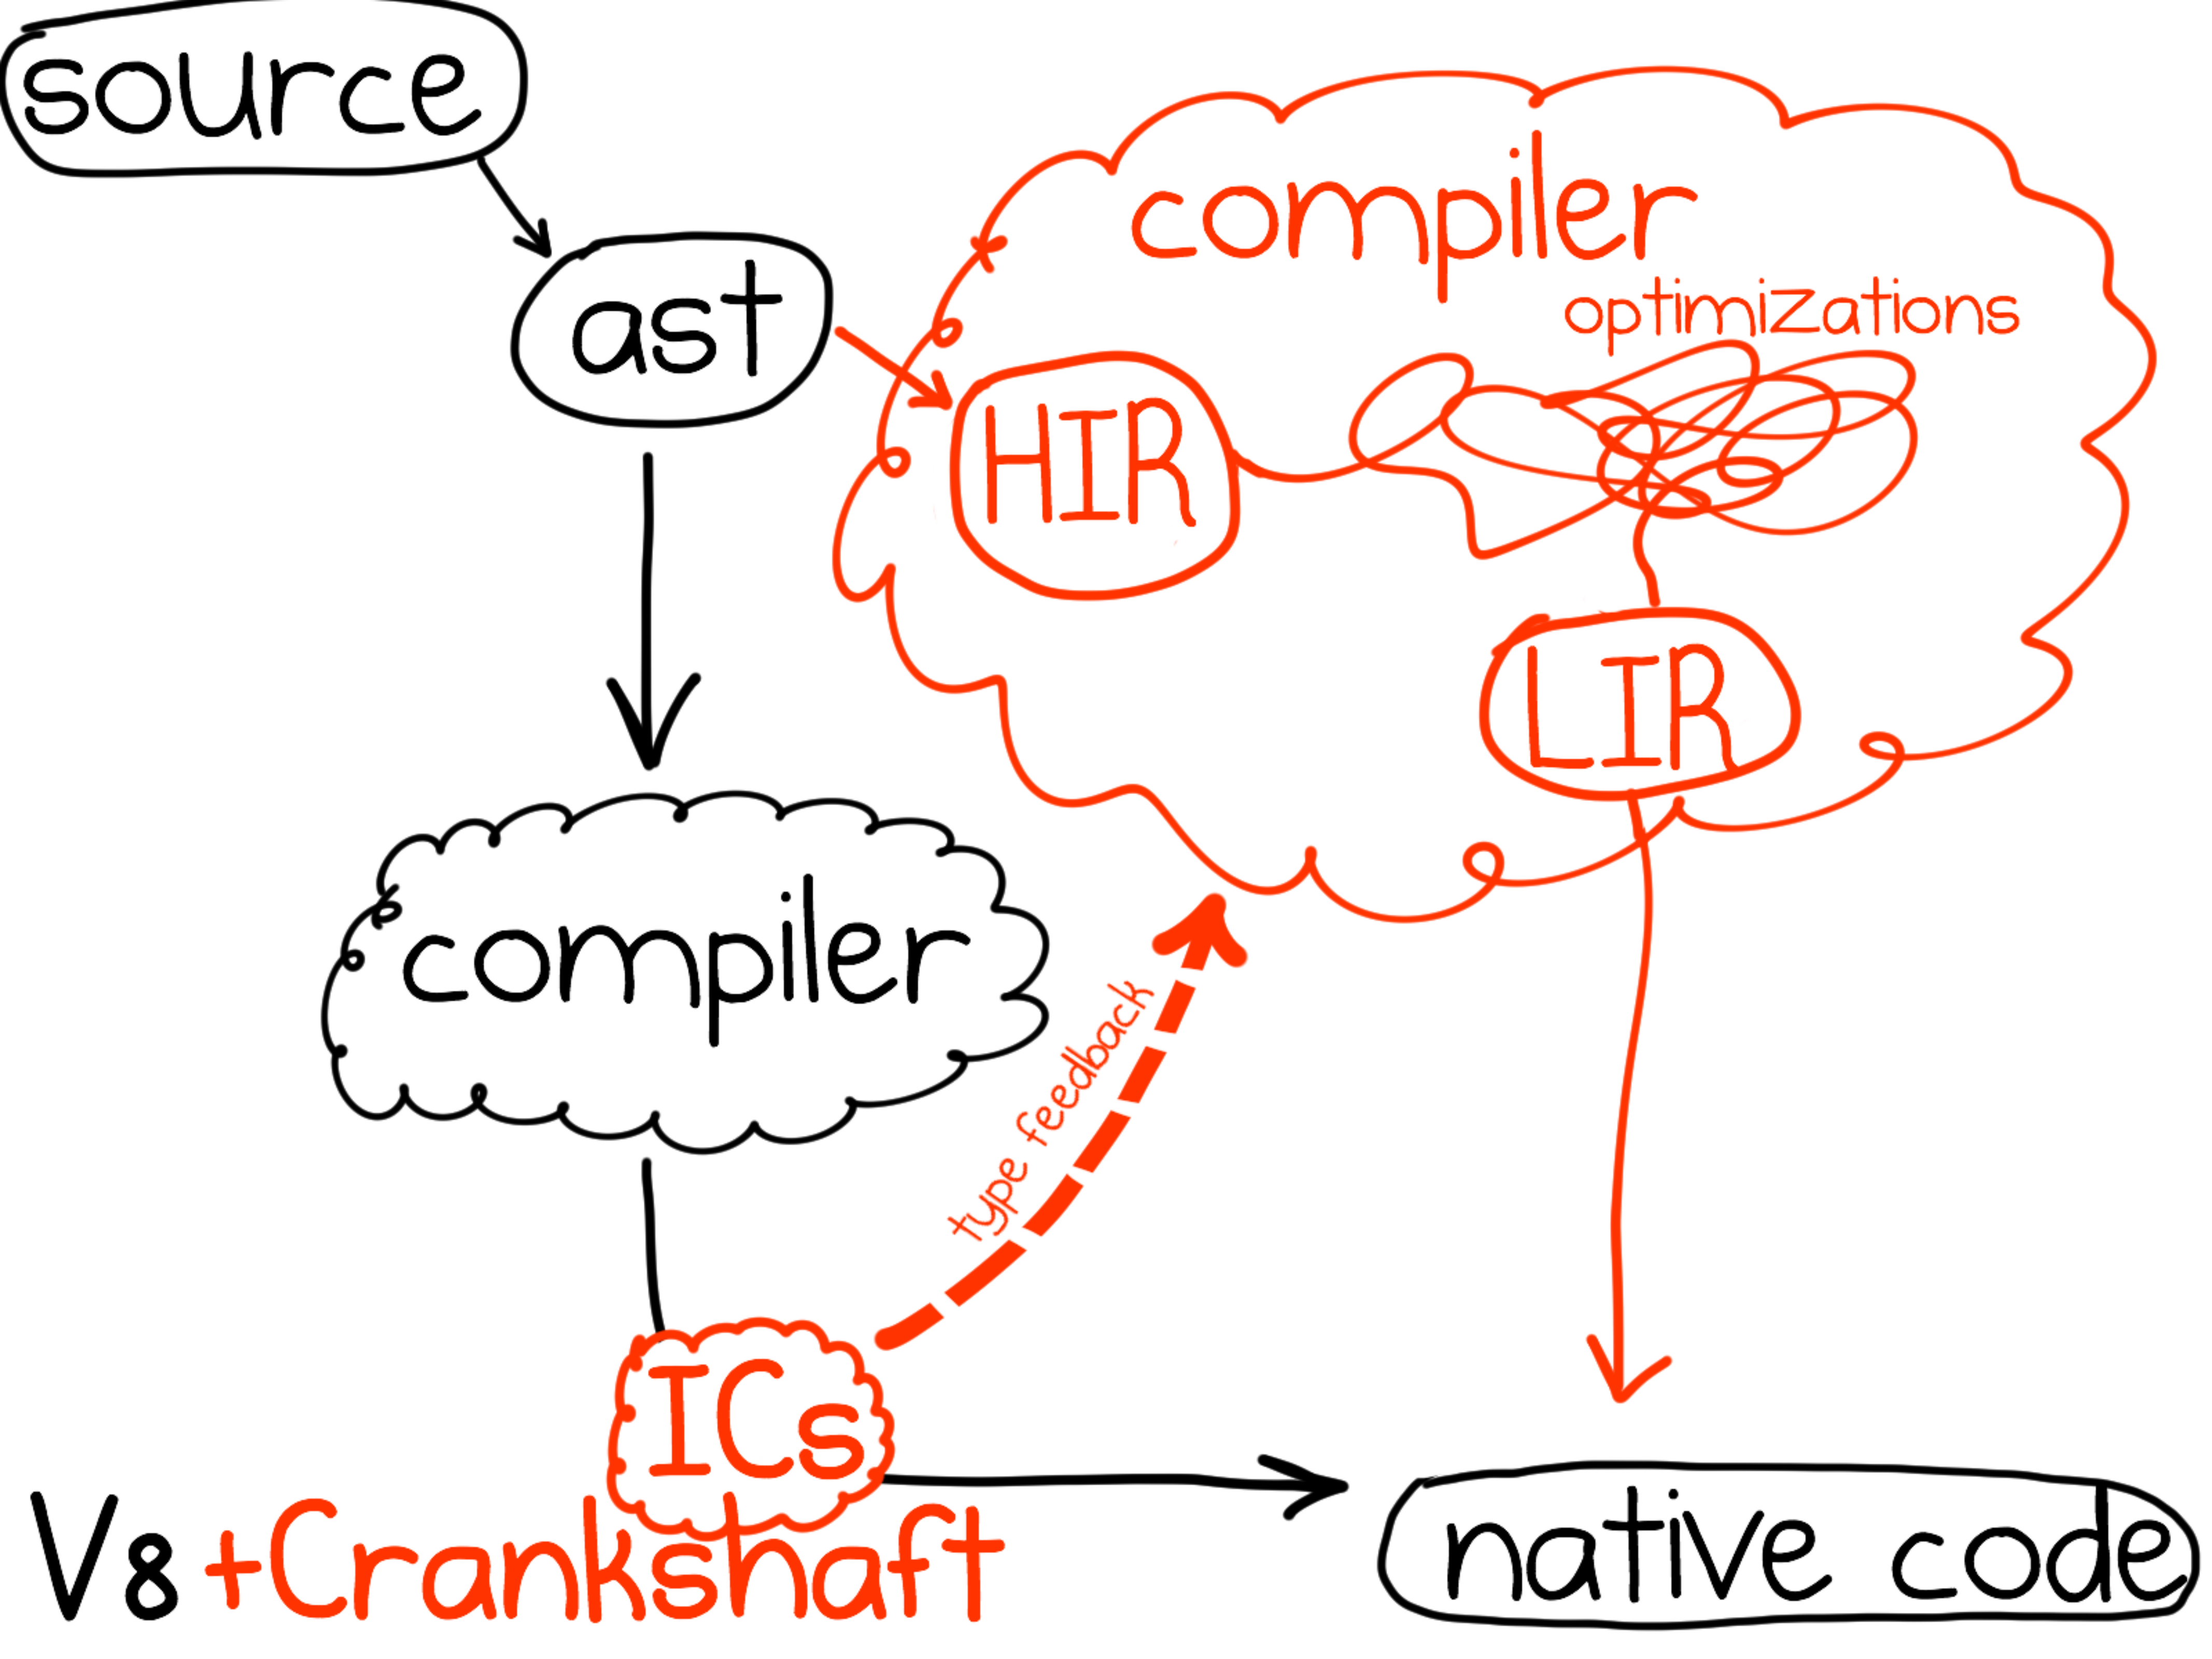 source
ast
compiler
optimizations
HIR
LIR
compiler
type feedback
ICs
V8+Crankshaft
native code